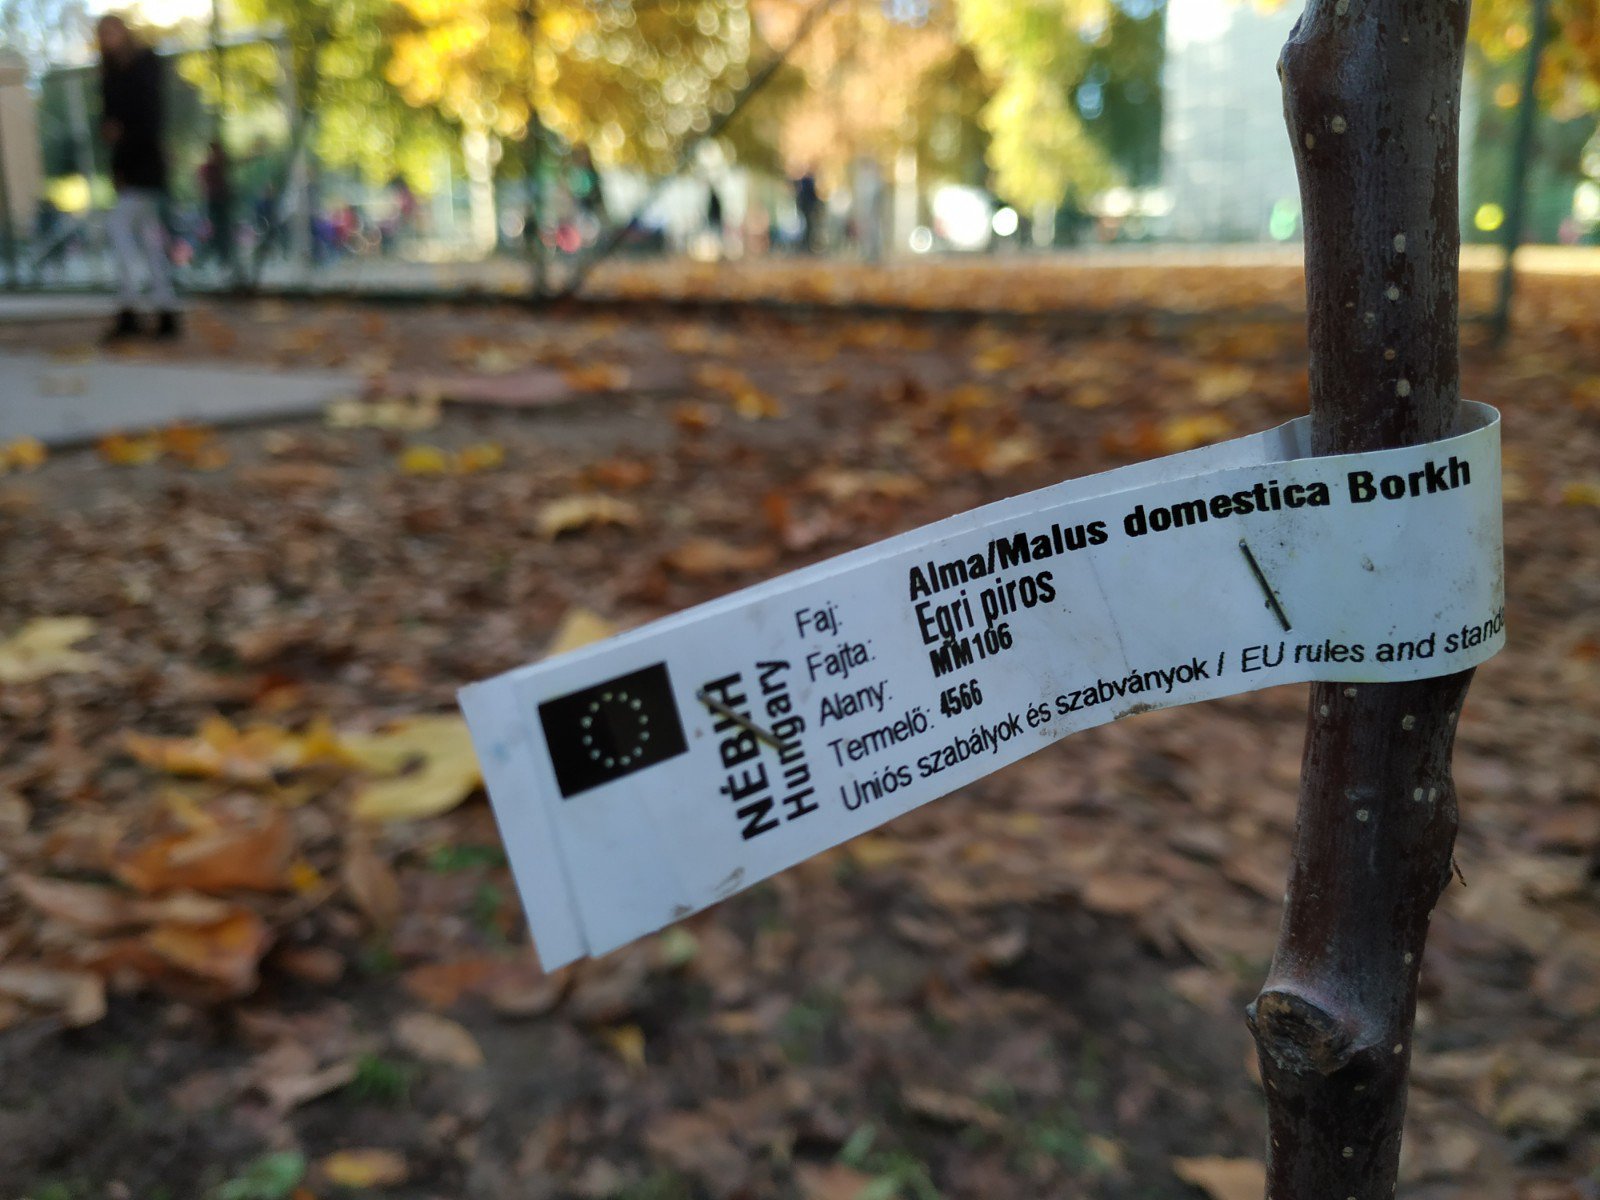 NÉBIH
Hungary
Faj: Alma/Malus domestica Borkh
Fajta: Egri piros
Alany: MM106
Termelő: 4566
Uniós szabályok és szabványok / EU rules and stand